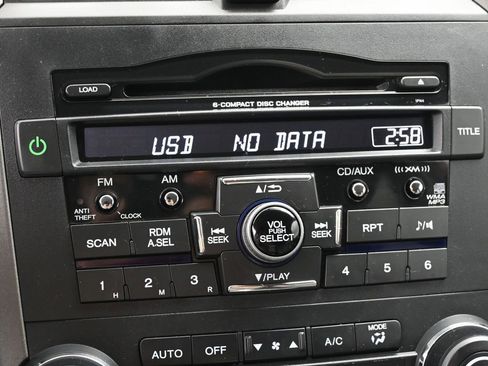 LOAD
6-COMPACT DISC CHANGER
USB NO DATA 2:58
TITLE
FM AM CD/AUX ((XM))
ANTI THEFT CLOCK
WMA
MP3
VOL
PUSH
SELECT
SCAN
RDM
A.SEL
SEEK
SEEK
RPT
▼/PLAY
1 H 2 M 3 R 4 5 6
AUTO OFF A/C MODE